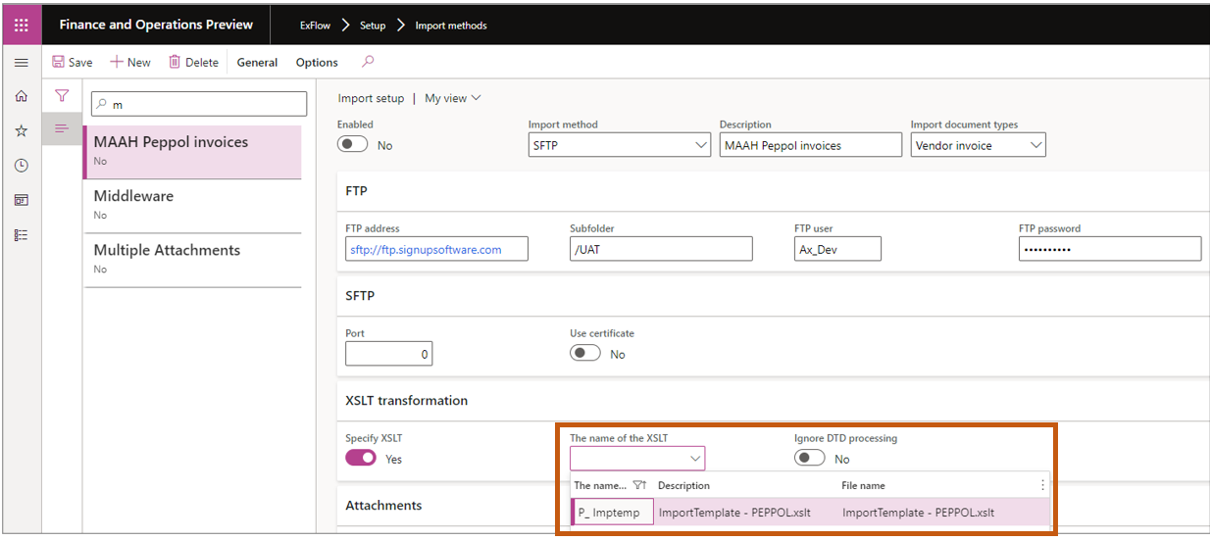 Finance and Operations Preview ExFlow > Setup > Import methods
Save New Delete General Options
m
MAAH Peppol invoices
No
Middleware
No
Multiple Attachments
No
Import setup | My view
Enabled Import method Description Import document types
No SFTP MAAH Peppol invoices Vendor invoice
FTP
FTP address Subfolder FTP user FTP password
sftp://ftp.signupsoftware.com /UAT Ax_Dev ••••••••••
SFTP
Port Use certificate
0 No
XSLT transformation
Specify XSLT The name of the XSLT Ignore DTD processing
Yes No
The name... Description File name
Attachments
P_ Imptemp ImportTemplate - PEPPOL.xslt ImportTemplate - PEPPOL.xslt